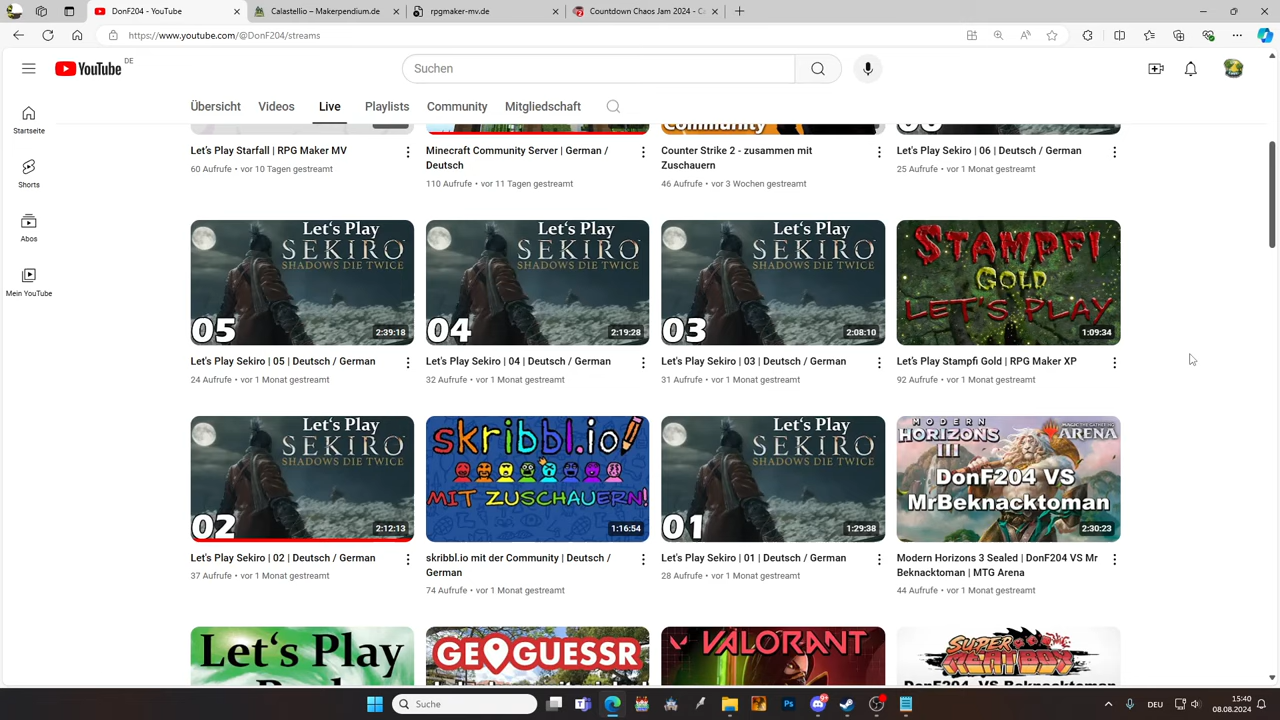 DonF204 - YouTube
Calastellio - makerpendium.de
rpgmaker-mv.de
Countdown Chaos Jam 2024 - C
https://www.youtube.com/@DonF204/streams
YouTube DE
Suchen
Übersicht
Videos
Live
Playlists
Community
Mitgliedschaft
Startseite
Shorts
Abos
Mein YouTube
Community
Let's Play Starfall | RPG Maker MV
60 Aufrufe • vor 10 Tagen gestreamt
Minecraft Community Server | German /
Deutsch
110 Aufrufe • vor 11 Tagen gestreamt
Counter Strike 2 - zusammen mit
Zuschauern
46 Aufrufe • vor 3 Wochen gestreamt
Let's Play Sekiro | 06 | Deutsch / German
25 Aufrufe • vor 1 Monat gestreamt
Let's Play
SEKIRO
SHADOWS DIE TWICE
05
2:39:18
Let's Play Sekiro | 05 | Deutsch / German
24 Aufrufe • vor 1 Monat gestreamt
Let's Play
SEKIRO
SHADOWS DIE TWICE
04
2:19:28
Let's Play Sekiro | 04 | Deutsch / German
32 Aufrufe • vor 1 Monat gestreamt
Let's Play
SEKIRO
SHADOWS DIE TWICE
03
2:08:10
Let's Play Sekiro | 03 | Deutsch / German
31 Aufrufe • vor 1 Monat gestreamt
STAMPFI
GOLD
LET'S PLAY
1:09:34
Let's Play Stampfi Gold | RPG Maker XP
92 Aufrufe • vor 1 Monat gestreamt
Let's Play
SEKIRO
SHADOWS DIE TWICE
02
2:12:13
Let's Play Sekiro | 02 | Deutsch / German
37 Aufrufe • vor 1 Monat gestreamt
skribbl.io
MIT ZUSCHAUERN!
1:16:54
skribbl.io mit der Community | Deutsch /
German
74 Aufrufe • vor 1 Monat gestreamt
Let's Play
SEKIRO
SHADOWS DIE TWICE
01
1:29:38
Let's Play Sekiro | 01 | Deutsch / German
28 Aufrufe • vor 1 Monat gestreamt
MODERN
HORIZONS
III
ARENA
DonF204 VS
MrBeknacktoman
2:30:23
Modern Horizons 3 Sealed | DonF204 VS Mr
Beknacktoman | MTG Arena
44 Aufrufe • vor 1 Monat gestreamt
Let's Play
GEOGUESSR
VALORANT
SUPER
MEAT BOY
DonF204 VS Beknacktoman
Suche
DEU
15:40
08.08.2024